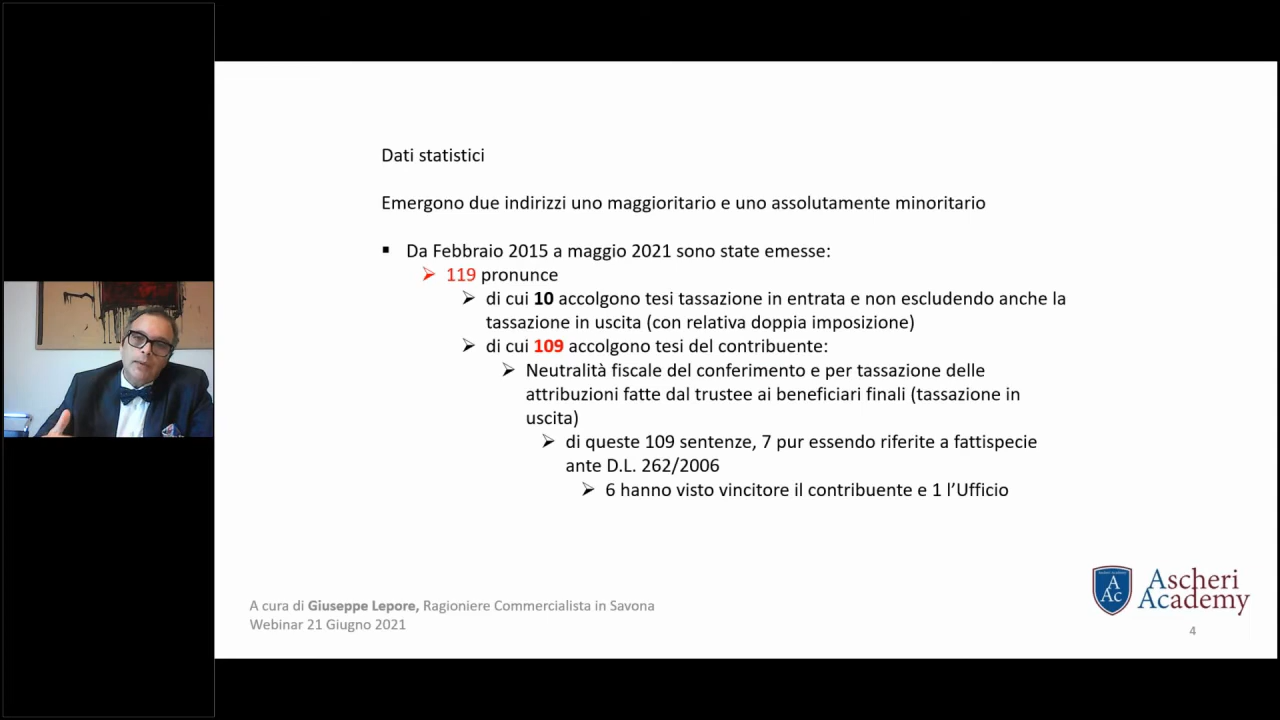 Dati statistici
Emergono due indirizzi uno maggioritario e uno assolutamente minoritario
Da Febbraio 2015 a maggio 2021 sono state emesse:
119 pronunce
di cui 10 accolgono tesi tassazione in entrata e non escludendo anche la
tassazione in uscita (con relativa doppia imposizione)
di cui 109 accolgono tesi del contribuente:
Neutralità fiscale del conferimento e per tassazione delle
attribuzioni fatte dal trustee ai beneficiari finali (tassazione in
uscita)
di queste 109 sentenze, 7 pur essendo riferite a fattispecie
ante D.L. 262/2006
6 hanno visto vincitore il contribuente e 1 l’Ufficio
A cura di Giuseppe Lepore, Ragioniere Commercialista in Savona
Webinar 21 Giugno 2021
A
Ac
Ascheri
Academy
4